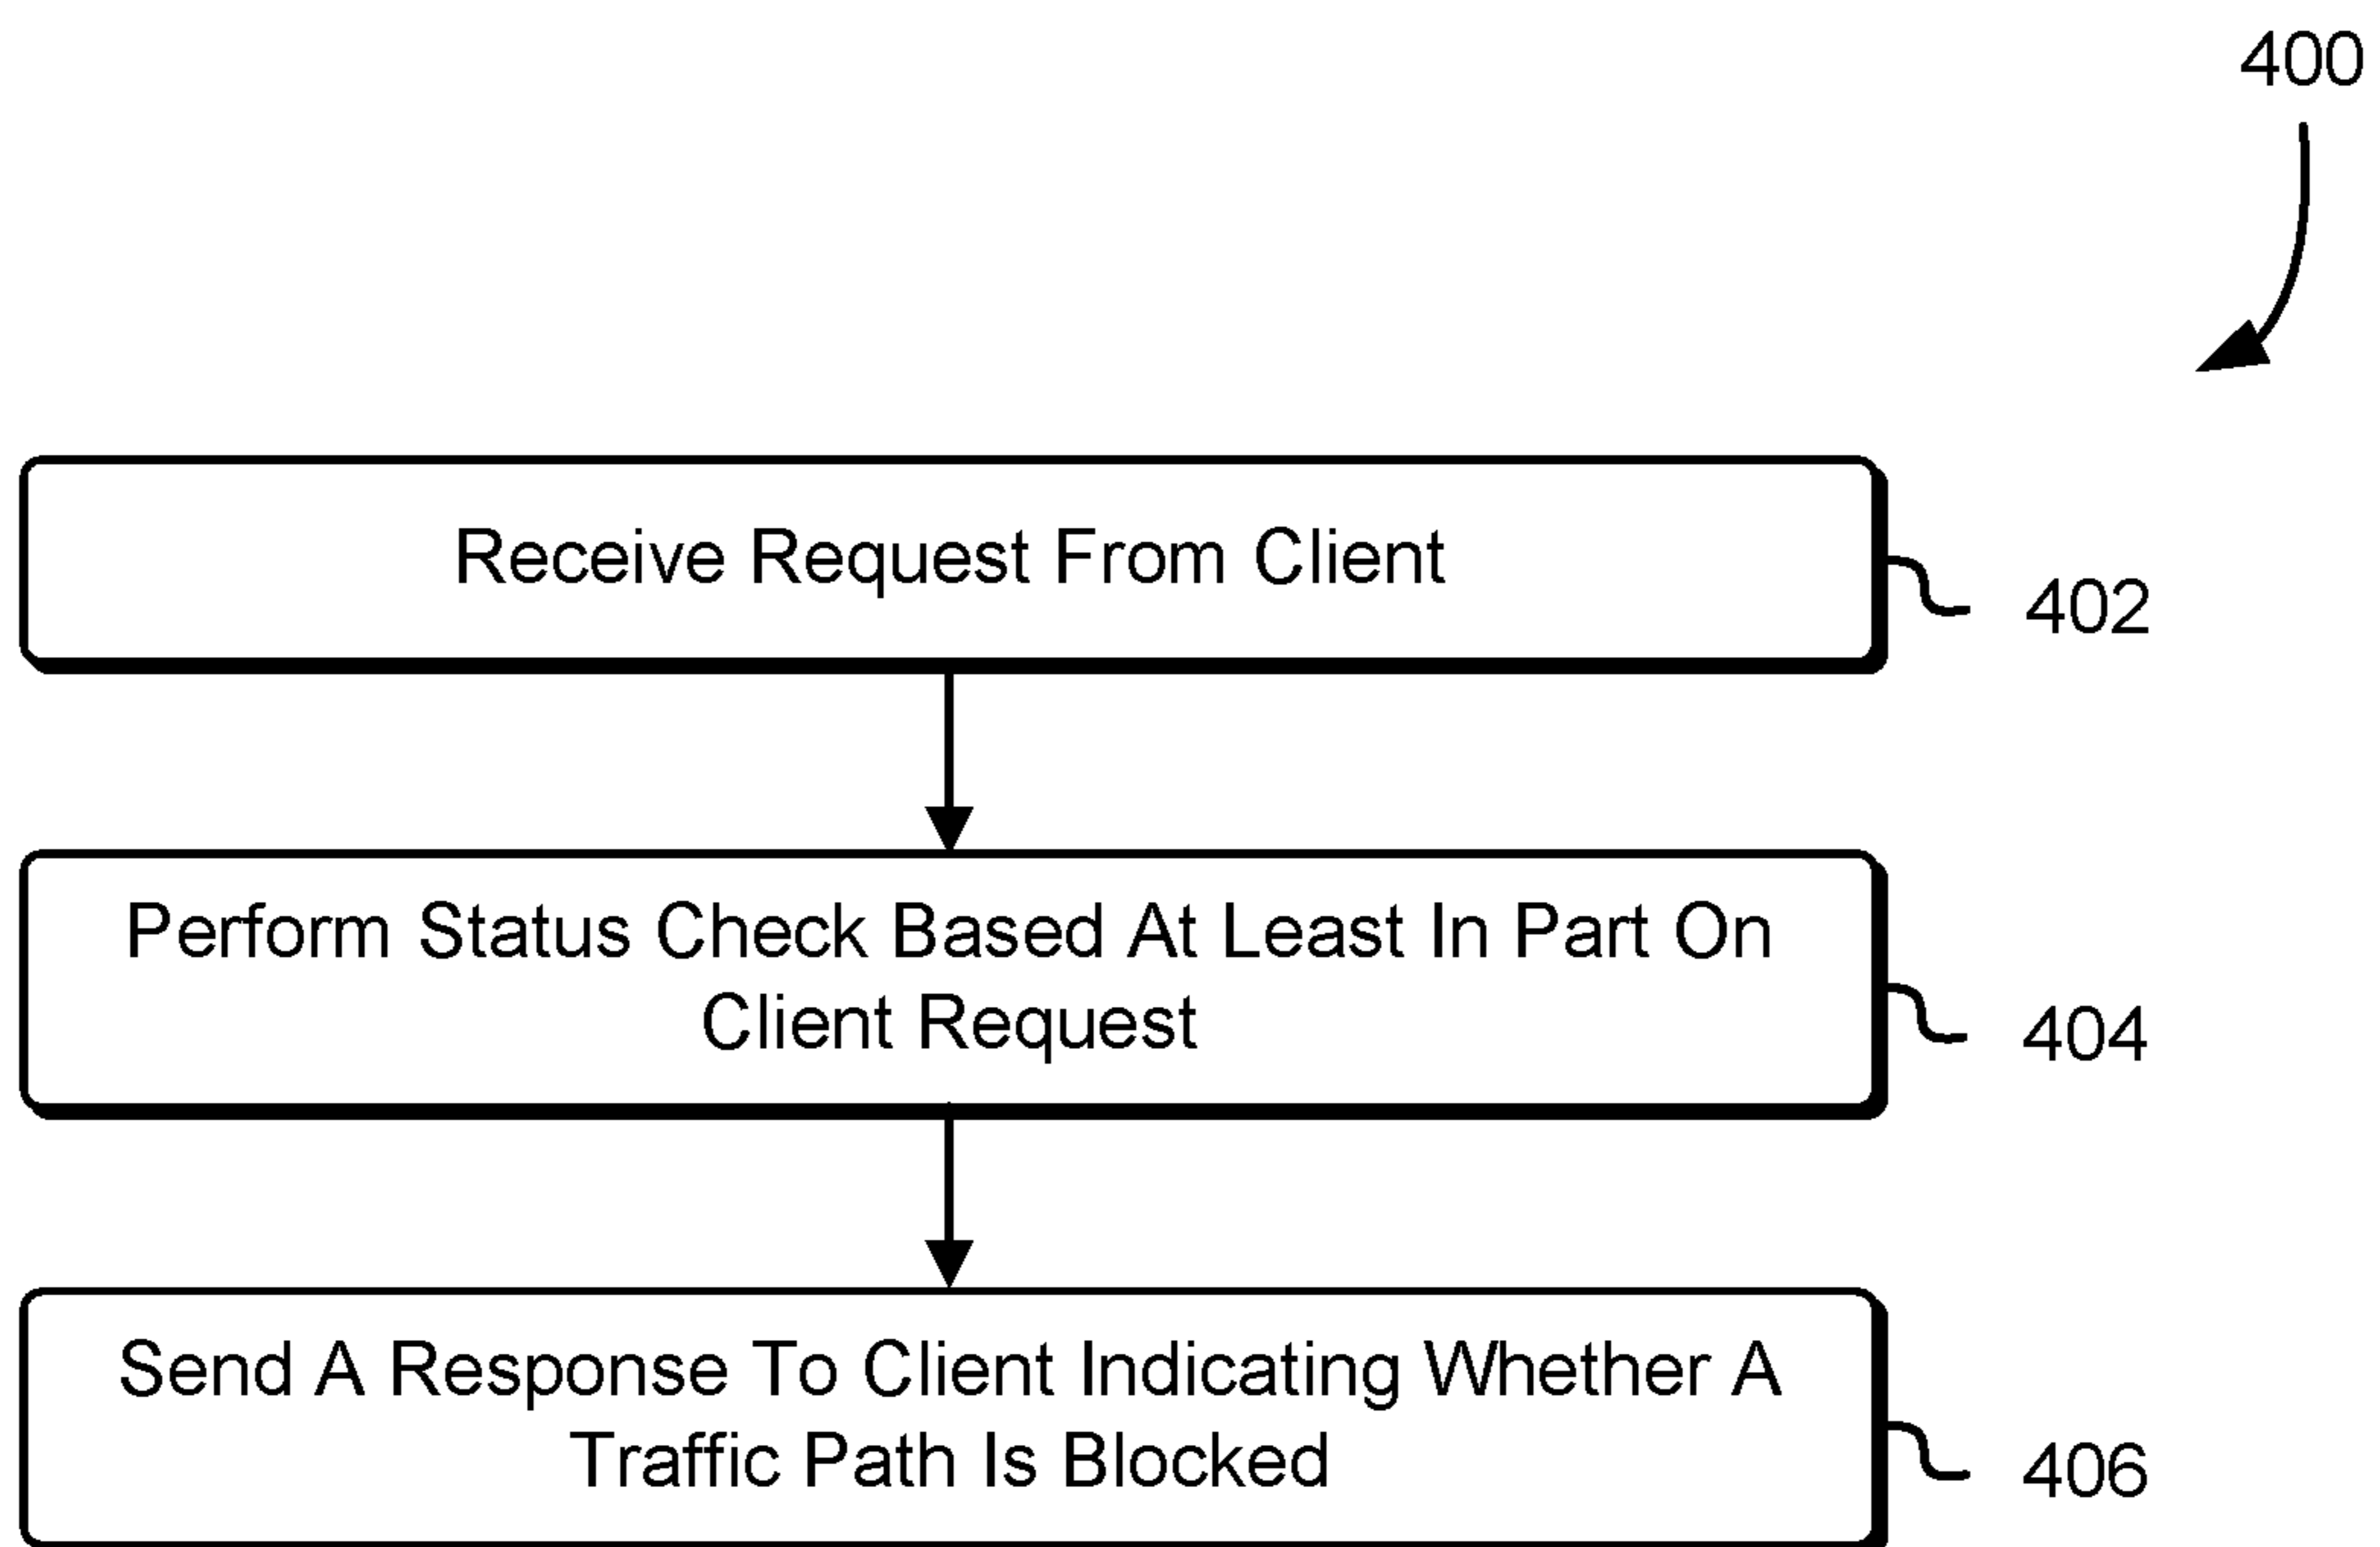 400
Receive Request From Client
402
Perform Status Check Based At Least In Part On
Client Request
404
Send A Response To Client Indicating Whether A
Traffic Path Is Blocked
406